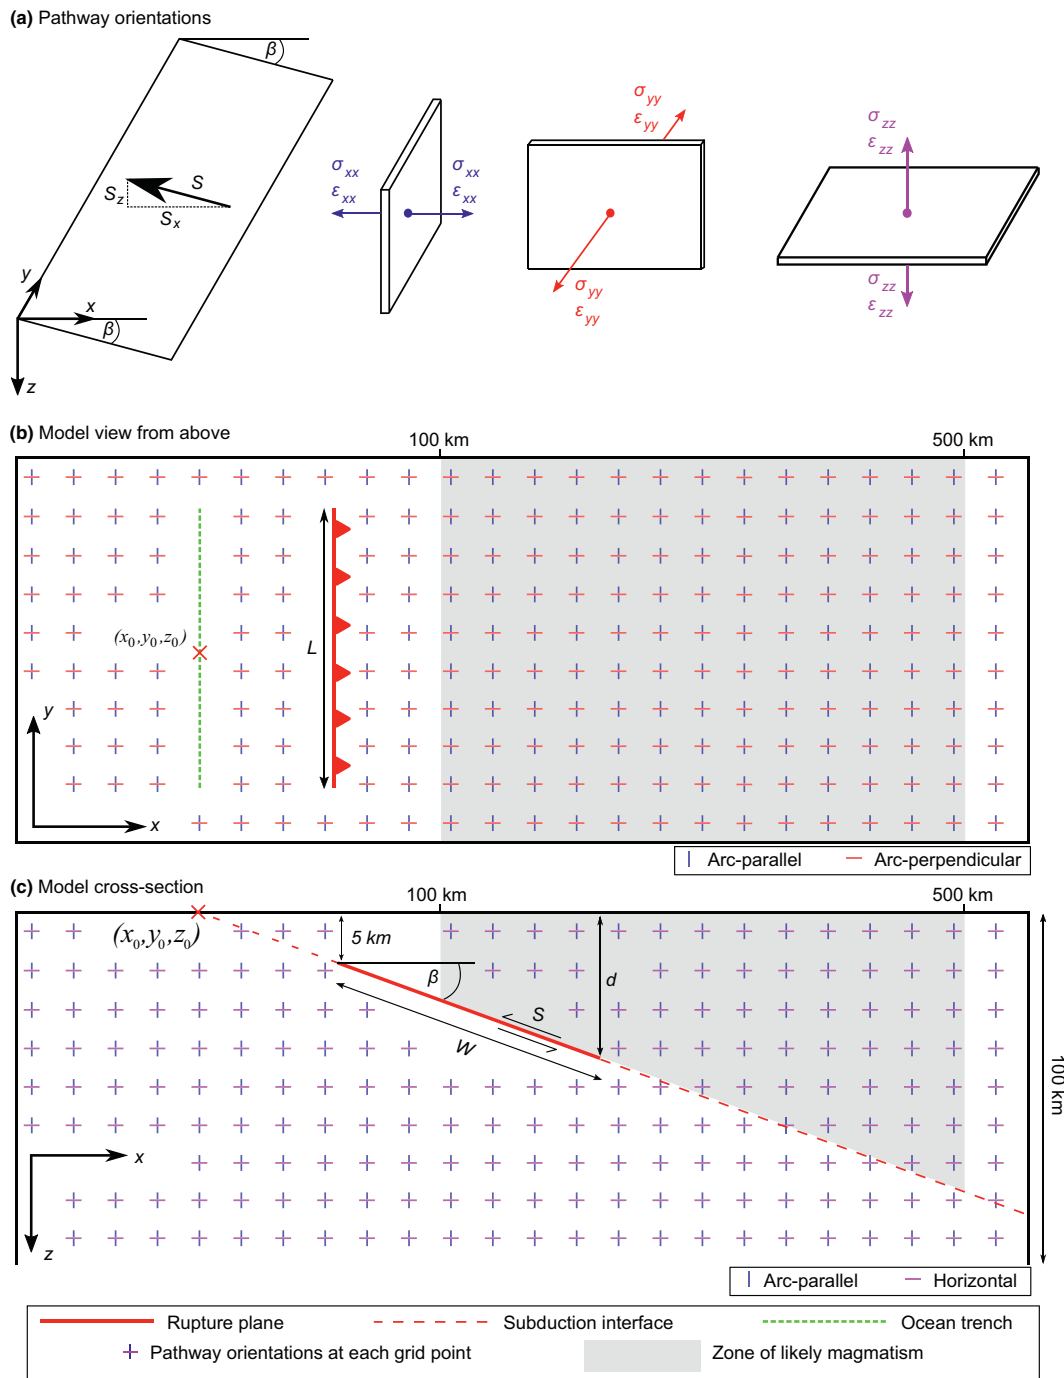 (a) Pathway orientations
β
S
S_z
S_x
y
x
β
z
σ_xx
ε_xx
σ_xx
ε_xx
σ_yy
ε_yy
σ_yy
ε_yy
σ_zz
ε_zz
σ_zz
ε_zz
(b) Model view from above
100 km
500 km
(x_0,y_0,z_0)
L
y
x
Arc-parallel
Arc-perpendicular
(c) Model cross-section
100 km
500 km
(x_0,y_0,z_0)
5 km
β
d
S
W
100 km
x
z
Arc-parallel
Horizontal
Rupture plane
Subduction interface
Ocean trench
Pathway orientations at each grid point
Zone of likely magmatism